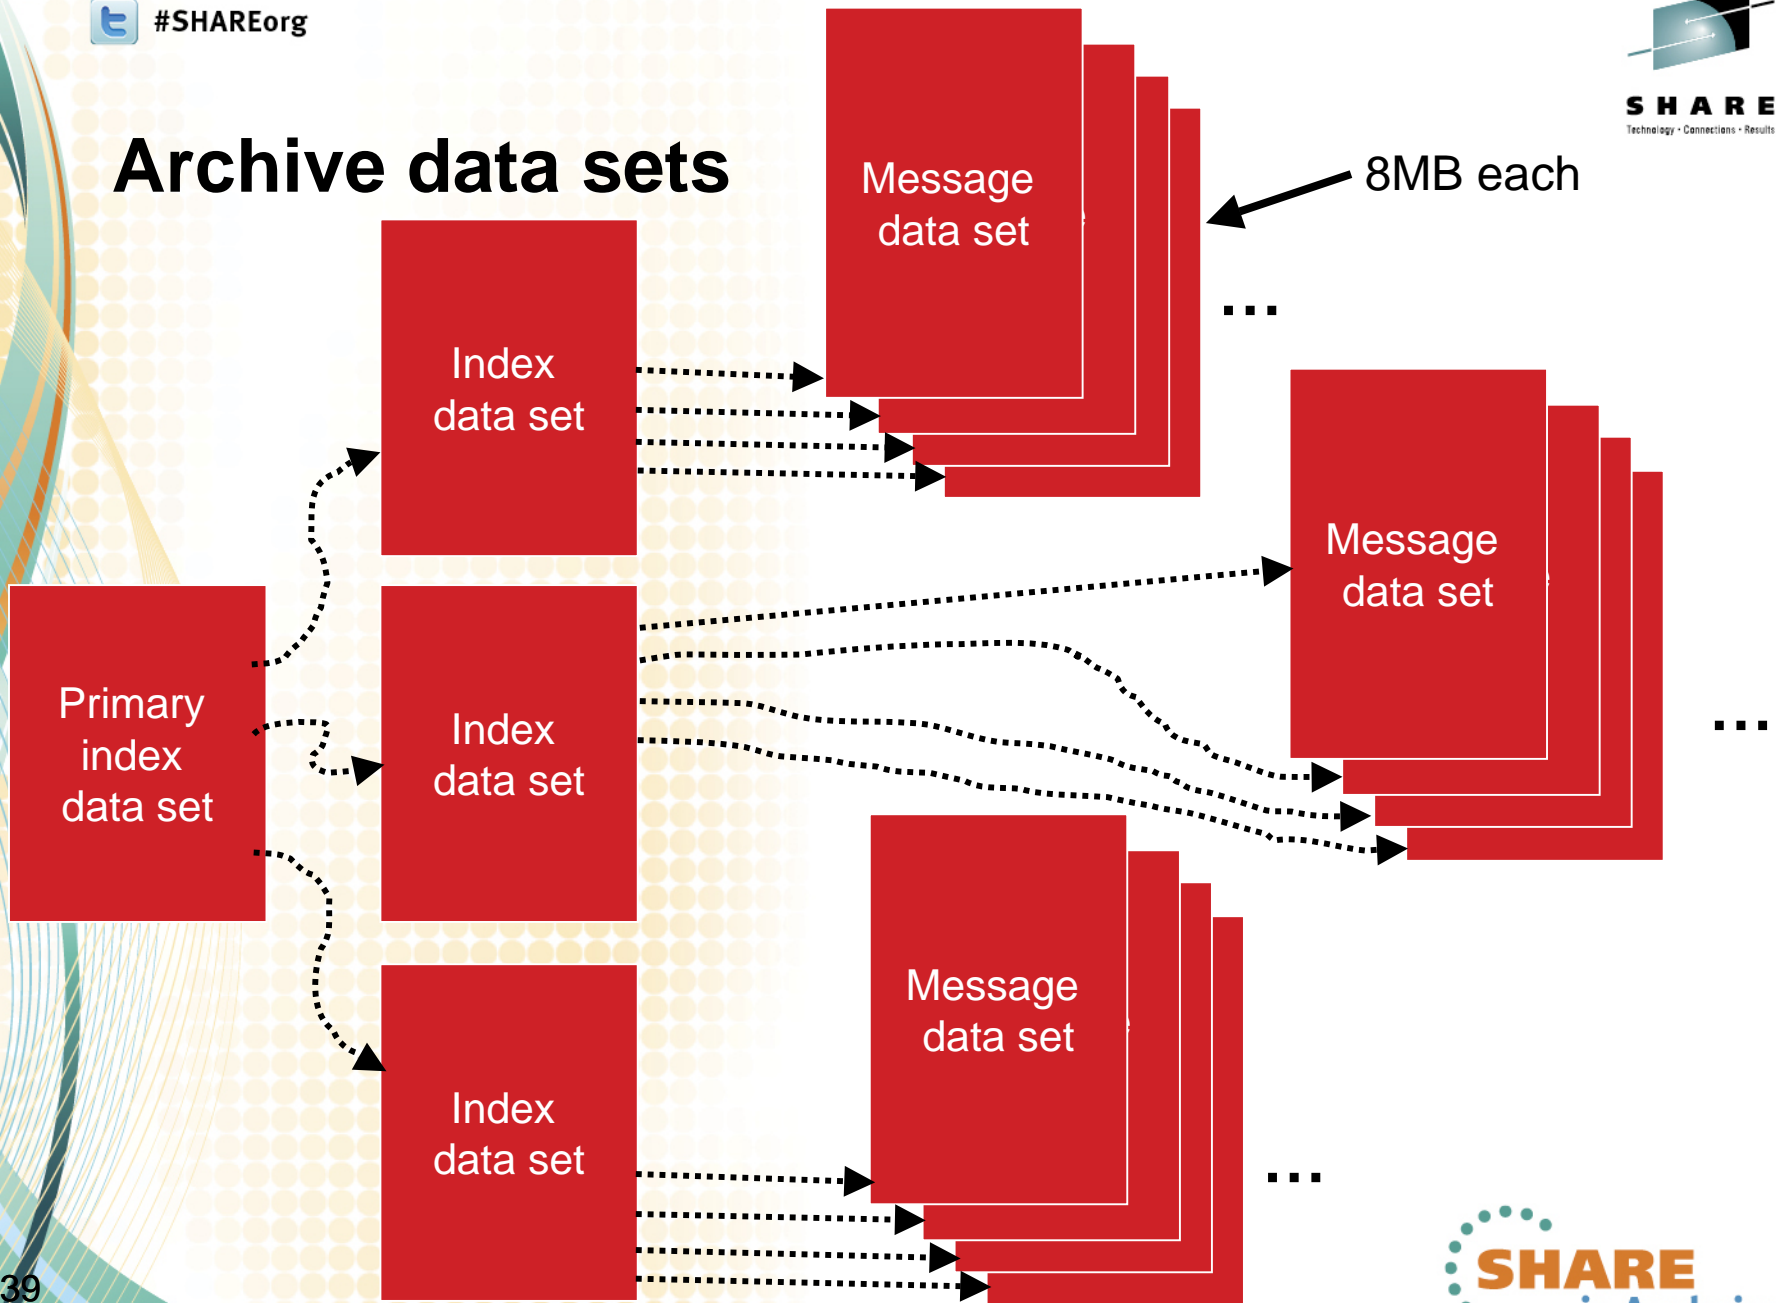 #SHAREorg
SHARE
Technology · Connections · Results
Archive data sets
Message
data set
8MB each
...
Index
data set
Message
data set
...
Primary
index
data set
Index
data set
Message
data set
...
Index
data set
SHARE
39